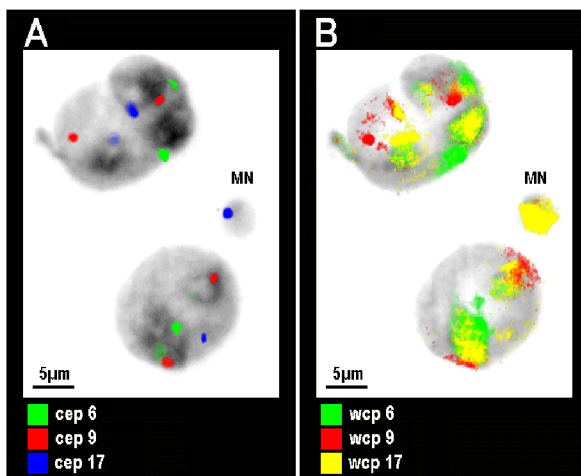 A
MN
5µm
cep 6
cep 9
cep 17
B
MN
5µm
wcp 6
wcp 9
wcp 17